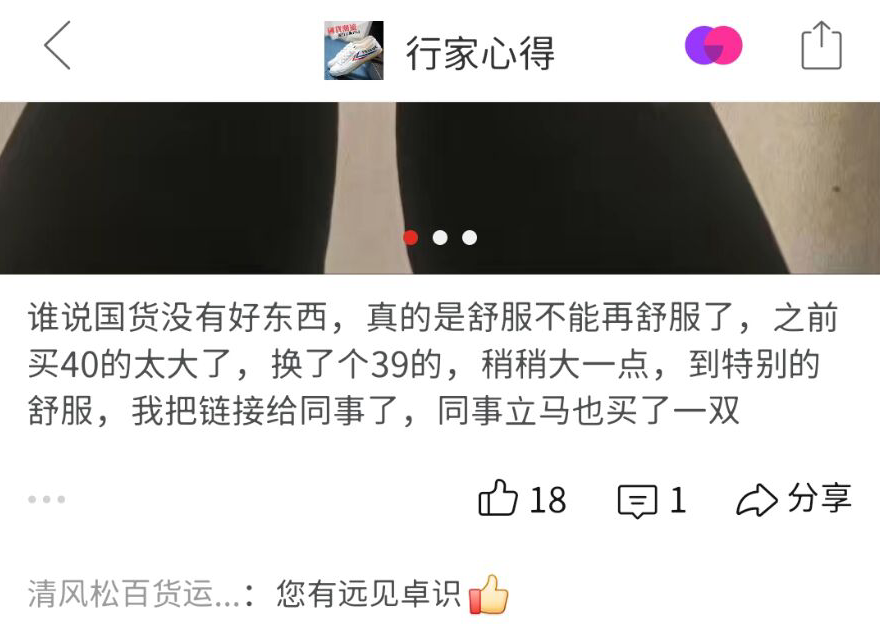 行家心得
谁说国货没有好东西，真的是舒服不能再舒服了，之前
买40的太大了，换了个39的，稍稍大一点，到特别的
舒服，我把链接给同事了，同事立马也买了一双
18
1
分享
清风松百货运...：您有远见卓识👍